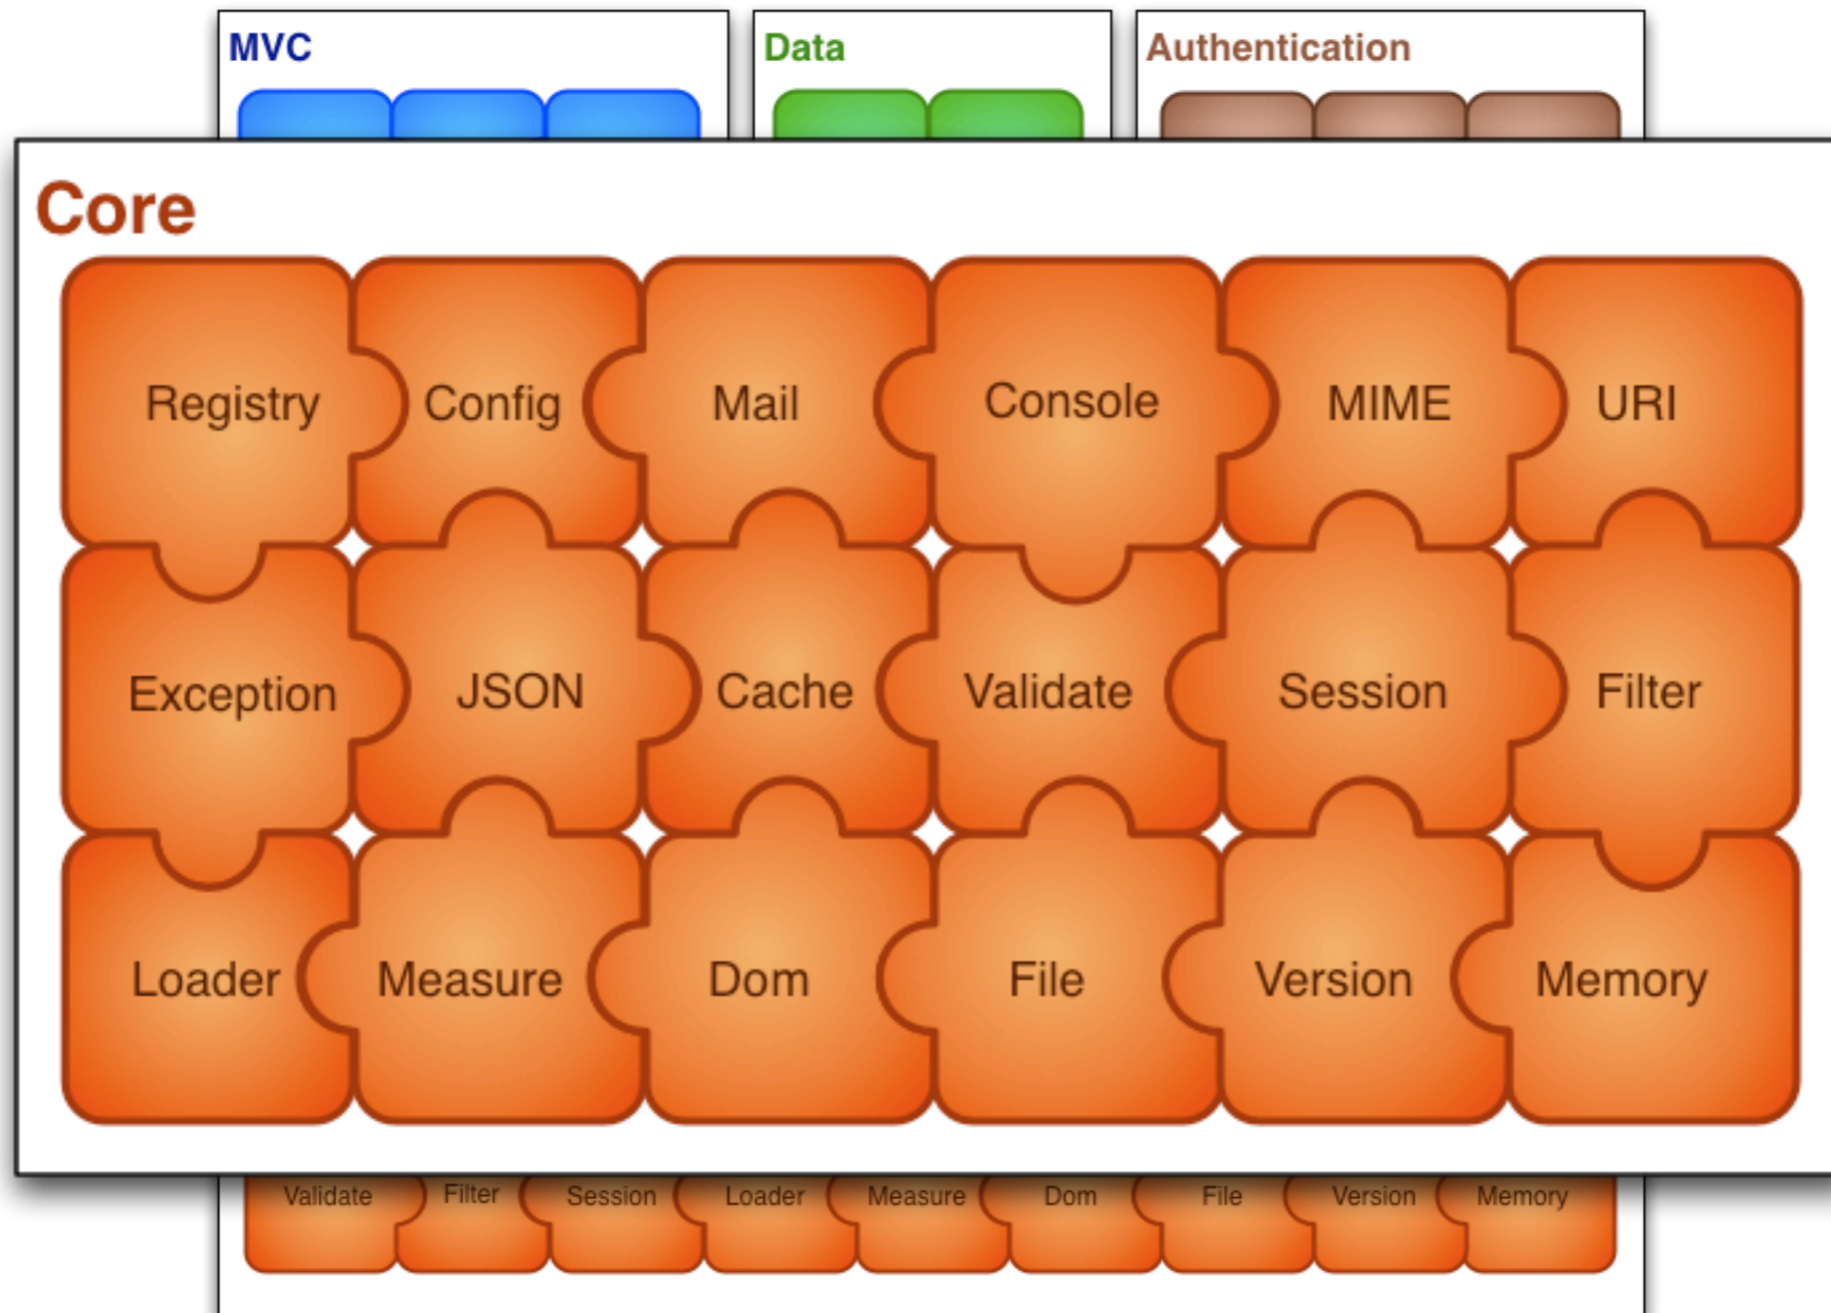 MVC Data Authentication
Core
Registry Config Mail Console MIME URI
Exception JSON Cache Validate Session Filter
Loader Measure Dom File Version Memory
Validate Filter Session Loader Measure Dom File Version Memory